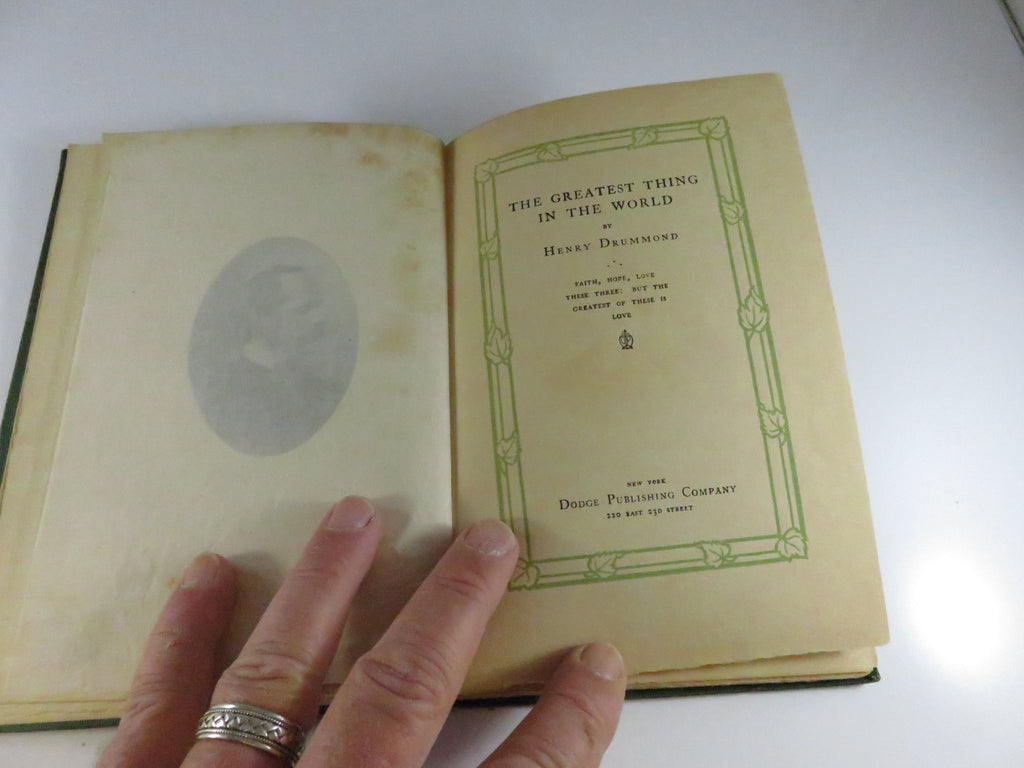 THE GREATEST THING
IN THE WORLD
BY
HENRY DRUMMOND
FAITH, HOPE, LOVE
THESE THREE: BUT THE
GREATEST OF THESE IS
LOVE
NEW YORK
DODGE PUBLISHING COMPANY
220 EAST 23D STREET